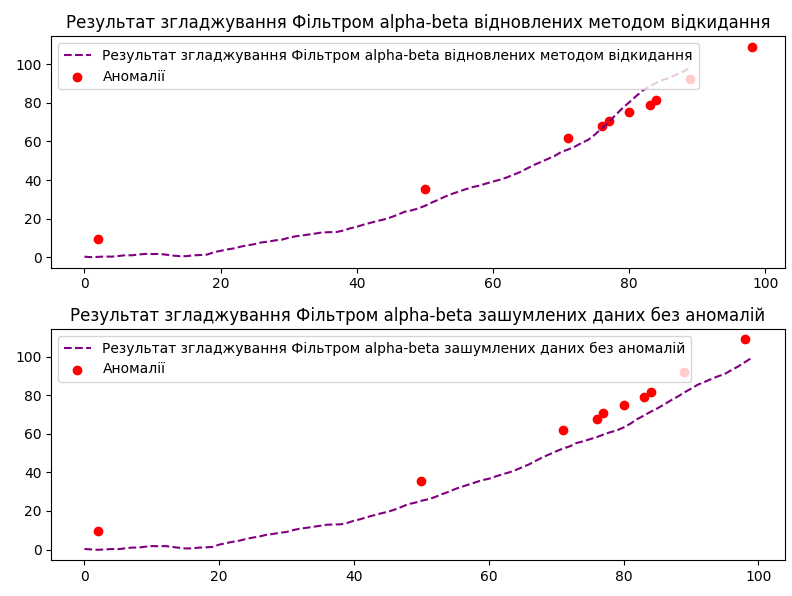 Результат згладжування Фільтром alpha-beta відновлених методом відкидання
Результат згладжування Фільтром alpha-beta відновлених методом відкидання
Аномалії
100
80
60
40
20
0
0 20 40 60 80 100
Результат згладжування Фільтром alpha-beta зашумлених даних без аномалій
Результат згладжування Фільтром alpha-beta зашумлених даних без аномалій
Аномалії
100
80
60
40
20
0
0 20 40 60 80 100